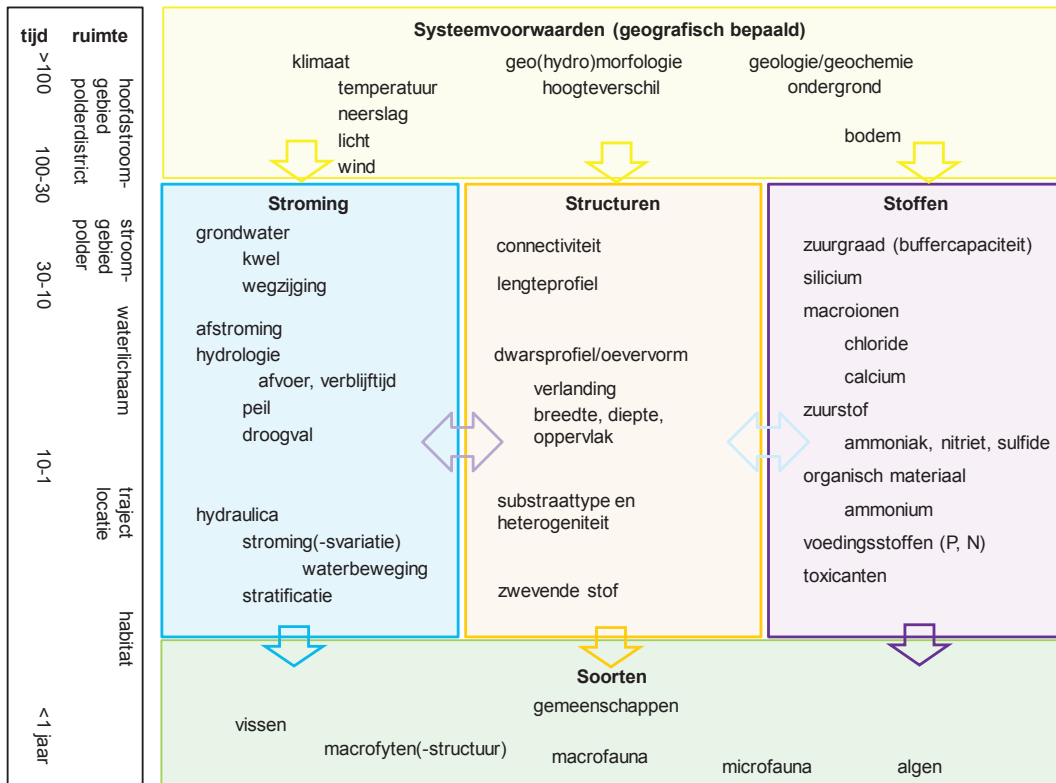 tijd
ruimte
>100
100-30
30-10
10-1
<1 jaar
hoofdstroom-
gebied
polderdistrict
stroom-
gebied
polder
waterlichaam
traject
locatie
habitat
Systeemvoorwaarden (geografisch bepaald)
klimaat
temperatuur
neerslag
licht
wind
geo(hydro)morfologie
hoogteverschil
geologie/geochemie
ondergrond
bodem
Stroming
grondwater
kwel
wegzijging
afstroming
hydrologie
afvoer, verblijftijd
peil
droogval
hydraulica
stroming(-svariatie)
waterbeweging
stratificatie
Structuren
connectiviteit
lengteprofiel
dwarsprofiel/oevervorm
verlanding
breedte, diepte,
oppervlak
substraattype en
heterogeniteit
zwevende stof
Stoffen
zuurgraad (buffercapaciteit)
silicium
macroionen
chloride
calcium
zuurstof
ammoniak, nitriet, sulfide
organisch materiaal
ammonium
voedingsstoffen (P, N)
toxicanten
Soorten
gemeenschappen
vissen
macrofyten(-structuur)
macrofauna
microfauna
algen